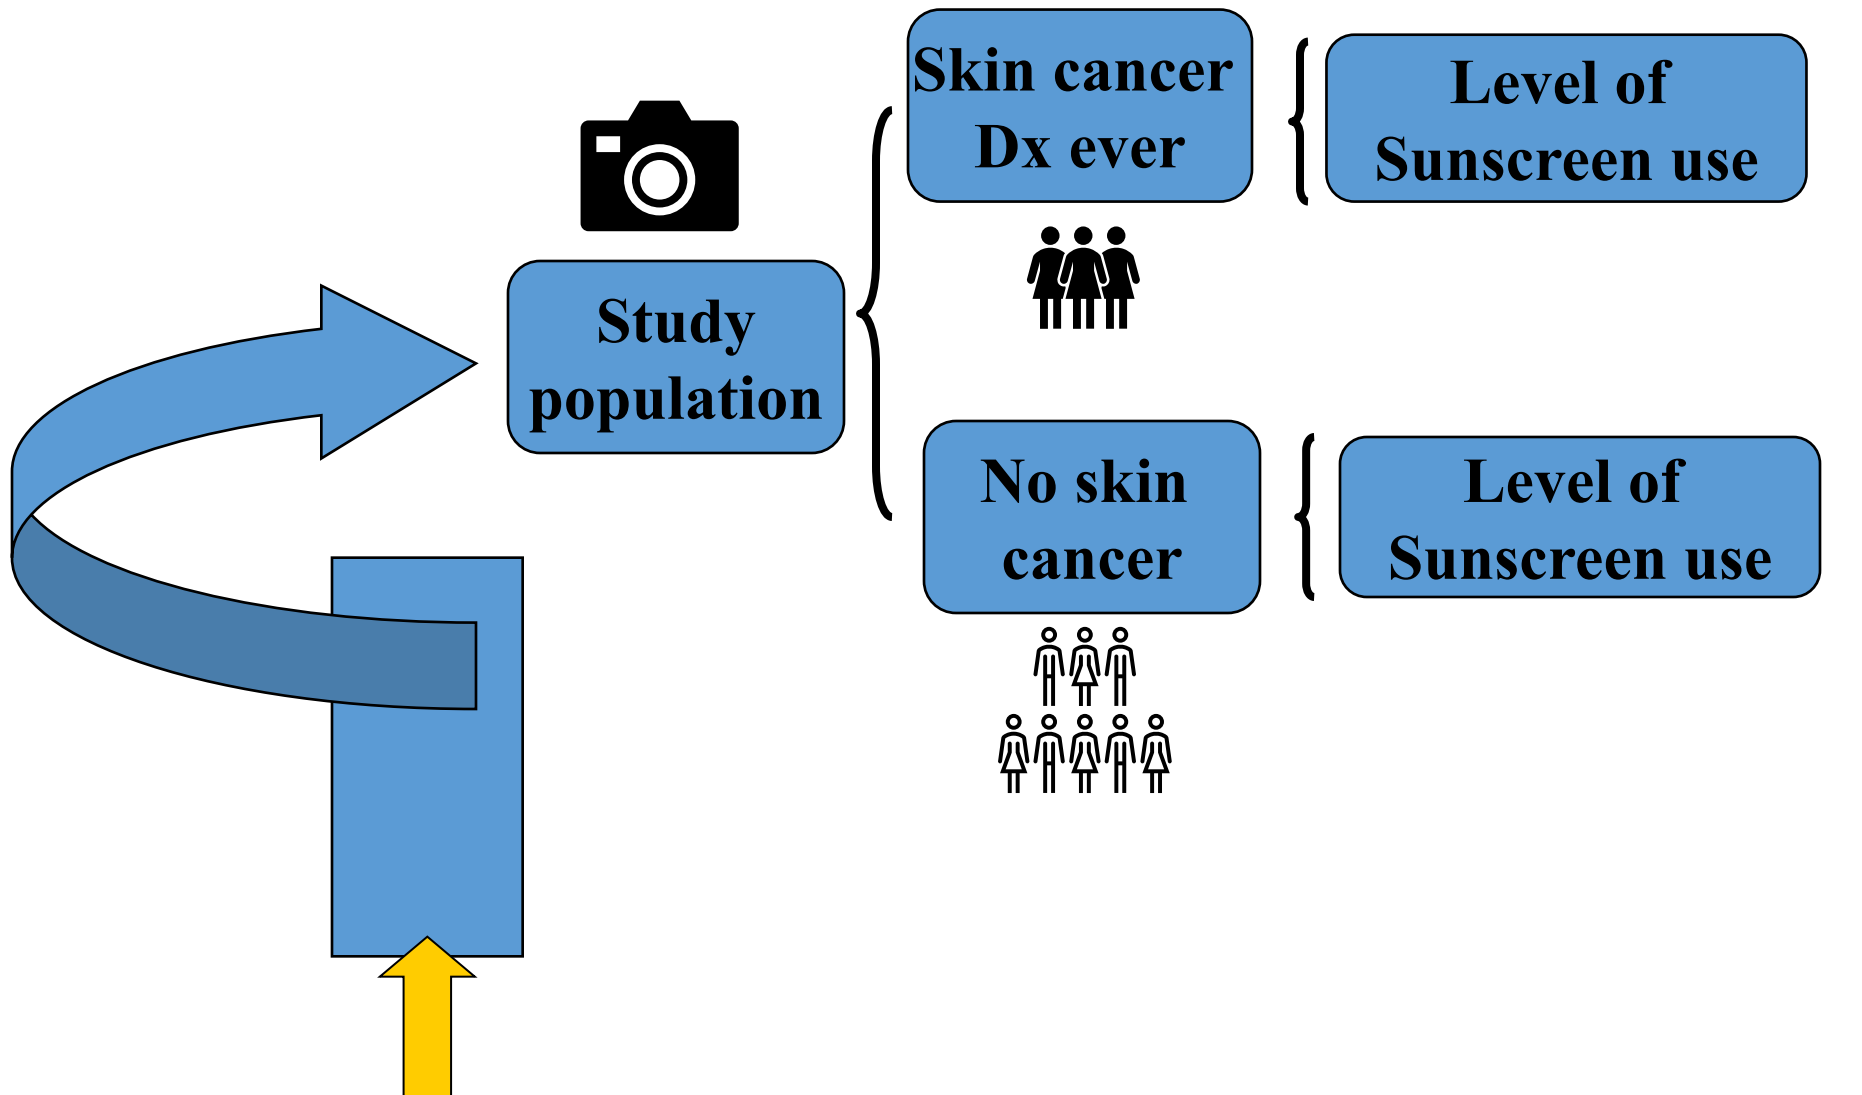 Skin cancer
Dx ever
Level of
Sunscreen use
Study
population
No skin
cancer
Level of
Sunscreen use